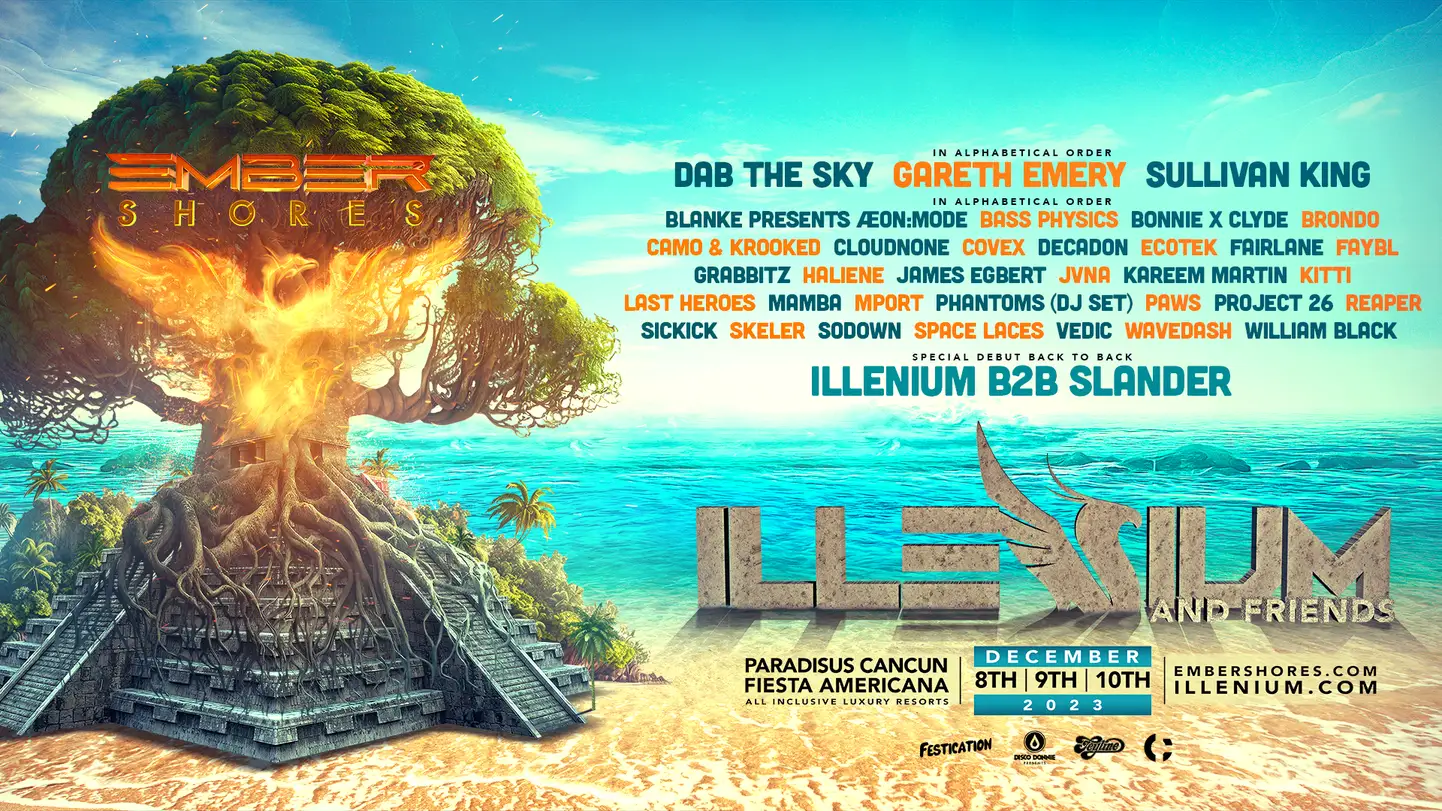 EMBER
SHORES
IN ALPHABETICAL ORDER
DAB THE SKY GARETH EMERY SULLIVAN KING
IN ALPHABETICAL ORDER
BLANKE PRESENTS ÆON:MODE BASS PHYSICS BONNIE X CLYDE BRONDO
CAMO & KROOKED CLOUDNONE COVEX DECADON ECOTEK FAIRLANE FAYBL
GRABBITZ HALIENE JAMES EGBERT JVNA KAREEM MARTIN KITTI
LAST HEROES MAMBA MPORT PHANTOMS (DJ SET) PAWS PROJECT 26 REAPER
SICKICK SKELER SODOWN SPACE LACES VEDIC WAVEDASH WILLIAM BLACK
SPECIAL DEBUT BACK TO BACK
ILLENIUM B2B SLANDER
ILLENIUM
AND FRIENDS
PARADISUS CANCUN
FIESTA AMERICANA
ALL INCLUSIVE LUXURY RESORTS
DECEMBER
8TH | 9TH | 10TH
2023
EMBERSHORES.COM
ILLENIUM.COM
FESTICATION
DISCO DONNIE
PRESENTS